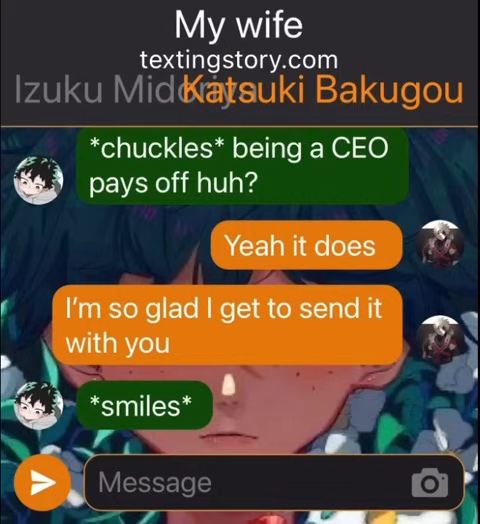 My wife
textingstory.com
Izuku Midoriya Katsuki Bakugou
*chuckles* being a CEO
pays off huh?
Yeah it does
I'm so glad I get to send it
with you
*smiles*
Message